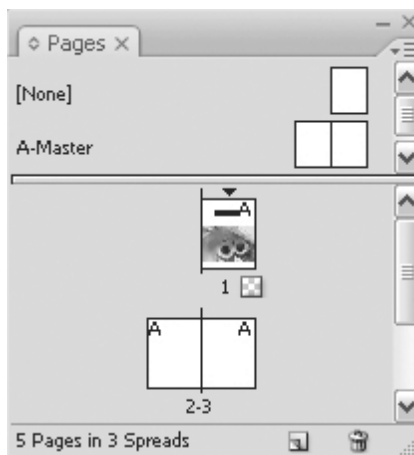 Pages
[None]
A-Master
A
1
A A
2-3
5 Pages in 3 Spreads